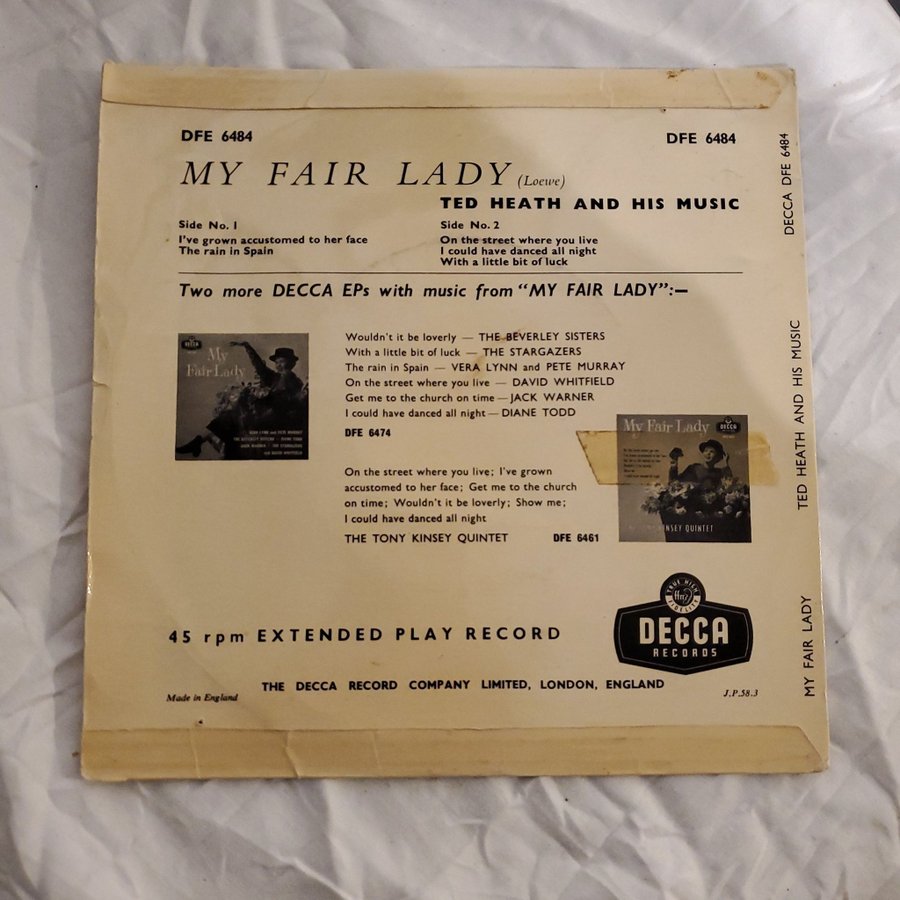 DFE 6484
DFE 6484
MY FAIR LADY (Loewe)
TED HEATH AND HIS MUSIC
Side No. 1
I've grown accustomed to her face
The rain in Spain
Side No. 2
On the street where you live
I could have danced all night
With a little bit of luck
Two more DECCA EPs with music from "MY FAIR LADY":—
My
Fair Lady
Wouldn't it be loverly — THE BEVERLEY SISTERS
With a little bit of luck — THE STARGAZERS
The rain in Spain — VERA LYNN and PETE MURRAY
On the street where you live — DAVID WHITFIELD
Get me to the church on time — JACK WARNER
I could have danced all night — DIANE TODD
DFE 6474
My Fair Lady
DECCA
KINSEY QUINTET
On the street where you live; I've grown
accustomed to her face; Get me to the church
on time; Wouldn't it be loverly; Show me;
I could have danced all night
THE TONY KINSEY QUINTET DFE 6461
45 rpm EXTENDED PLAY RECORD
TRUE HIGH
FIDELITY
ffrr
DECCA
RECORDS
THE DECCA RECORD COMPANY LIMITED, LONDON, ENGLAND
Made in England
J.P.58.3
DECCA DFE 6484
TED HEATH AND HIS MUSIC
MY FAIR LADY